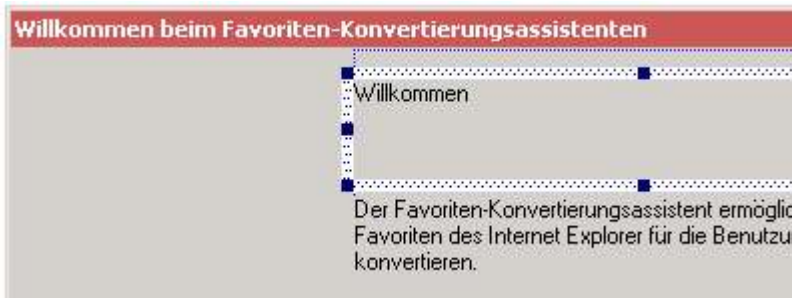 Willkommen beim Favoriten-Konvertierungsassistenten
Willkommen
Der Favoriten-Konvertierungsassistent
Favoriten des Internet Explorer für die
konvertieren.